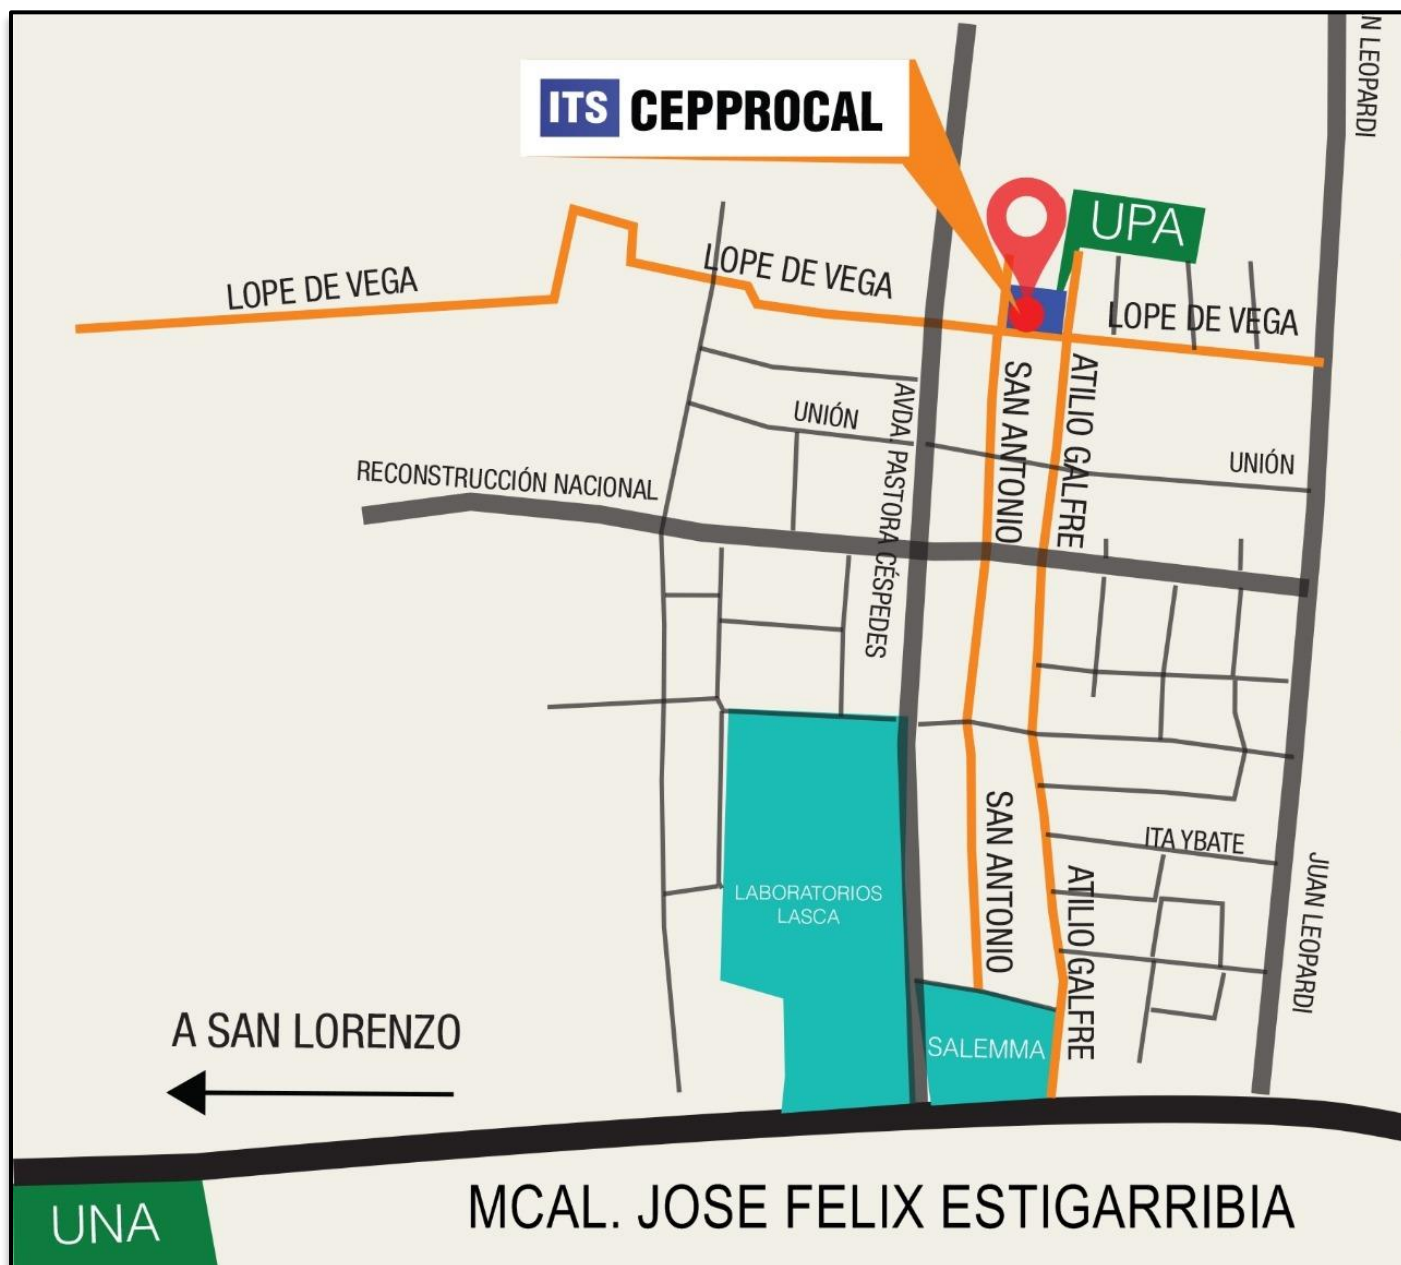 N LEOPARDI
ITS CEPPROCAL
UPA
LOPE DE VEGA
LOPE DE VEGA
LOPE DE VEGA
SAN ANTONIO
ATILIO GALFRE
AVDA. PASTORA CÉSPEDES
UNIÓN
UNIÓN
RECONSTRUCCIÓN NACIONAL
SAN ANTONIO
ITA YBATE
JUAN LEOPARDI
ATILIO GALFRE
LABORATORIOS
LASCA
A SAN LORENZO
SALEMMA
UNA
MCAL. JOSE FELIX ESTIGARRIBIA